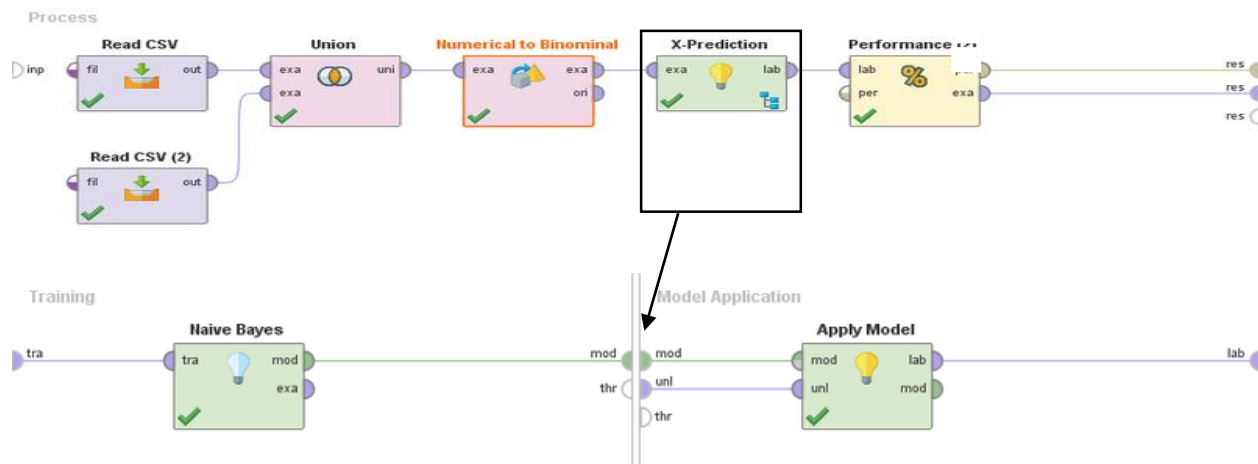 Process
Read CSV
Union
Numerical to Binominal
X-Prediction
Performance
inp
fil
out
exa
uni
exa
exa
exa
lab
lab
res
exa
ori
per
exa
res
res
Read CSV (2)
fil
out
Training
Model Application
Naive Bayes
Apply Model
tra
tra
mod
mod
mod
mod
lab
lab
exa
thr
unl
unl
mod
thr